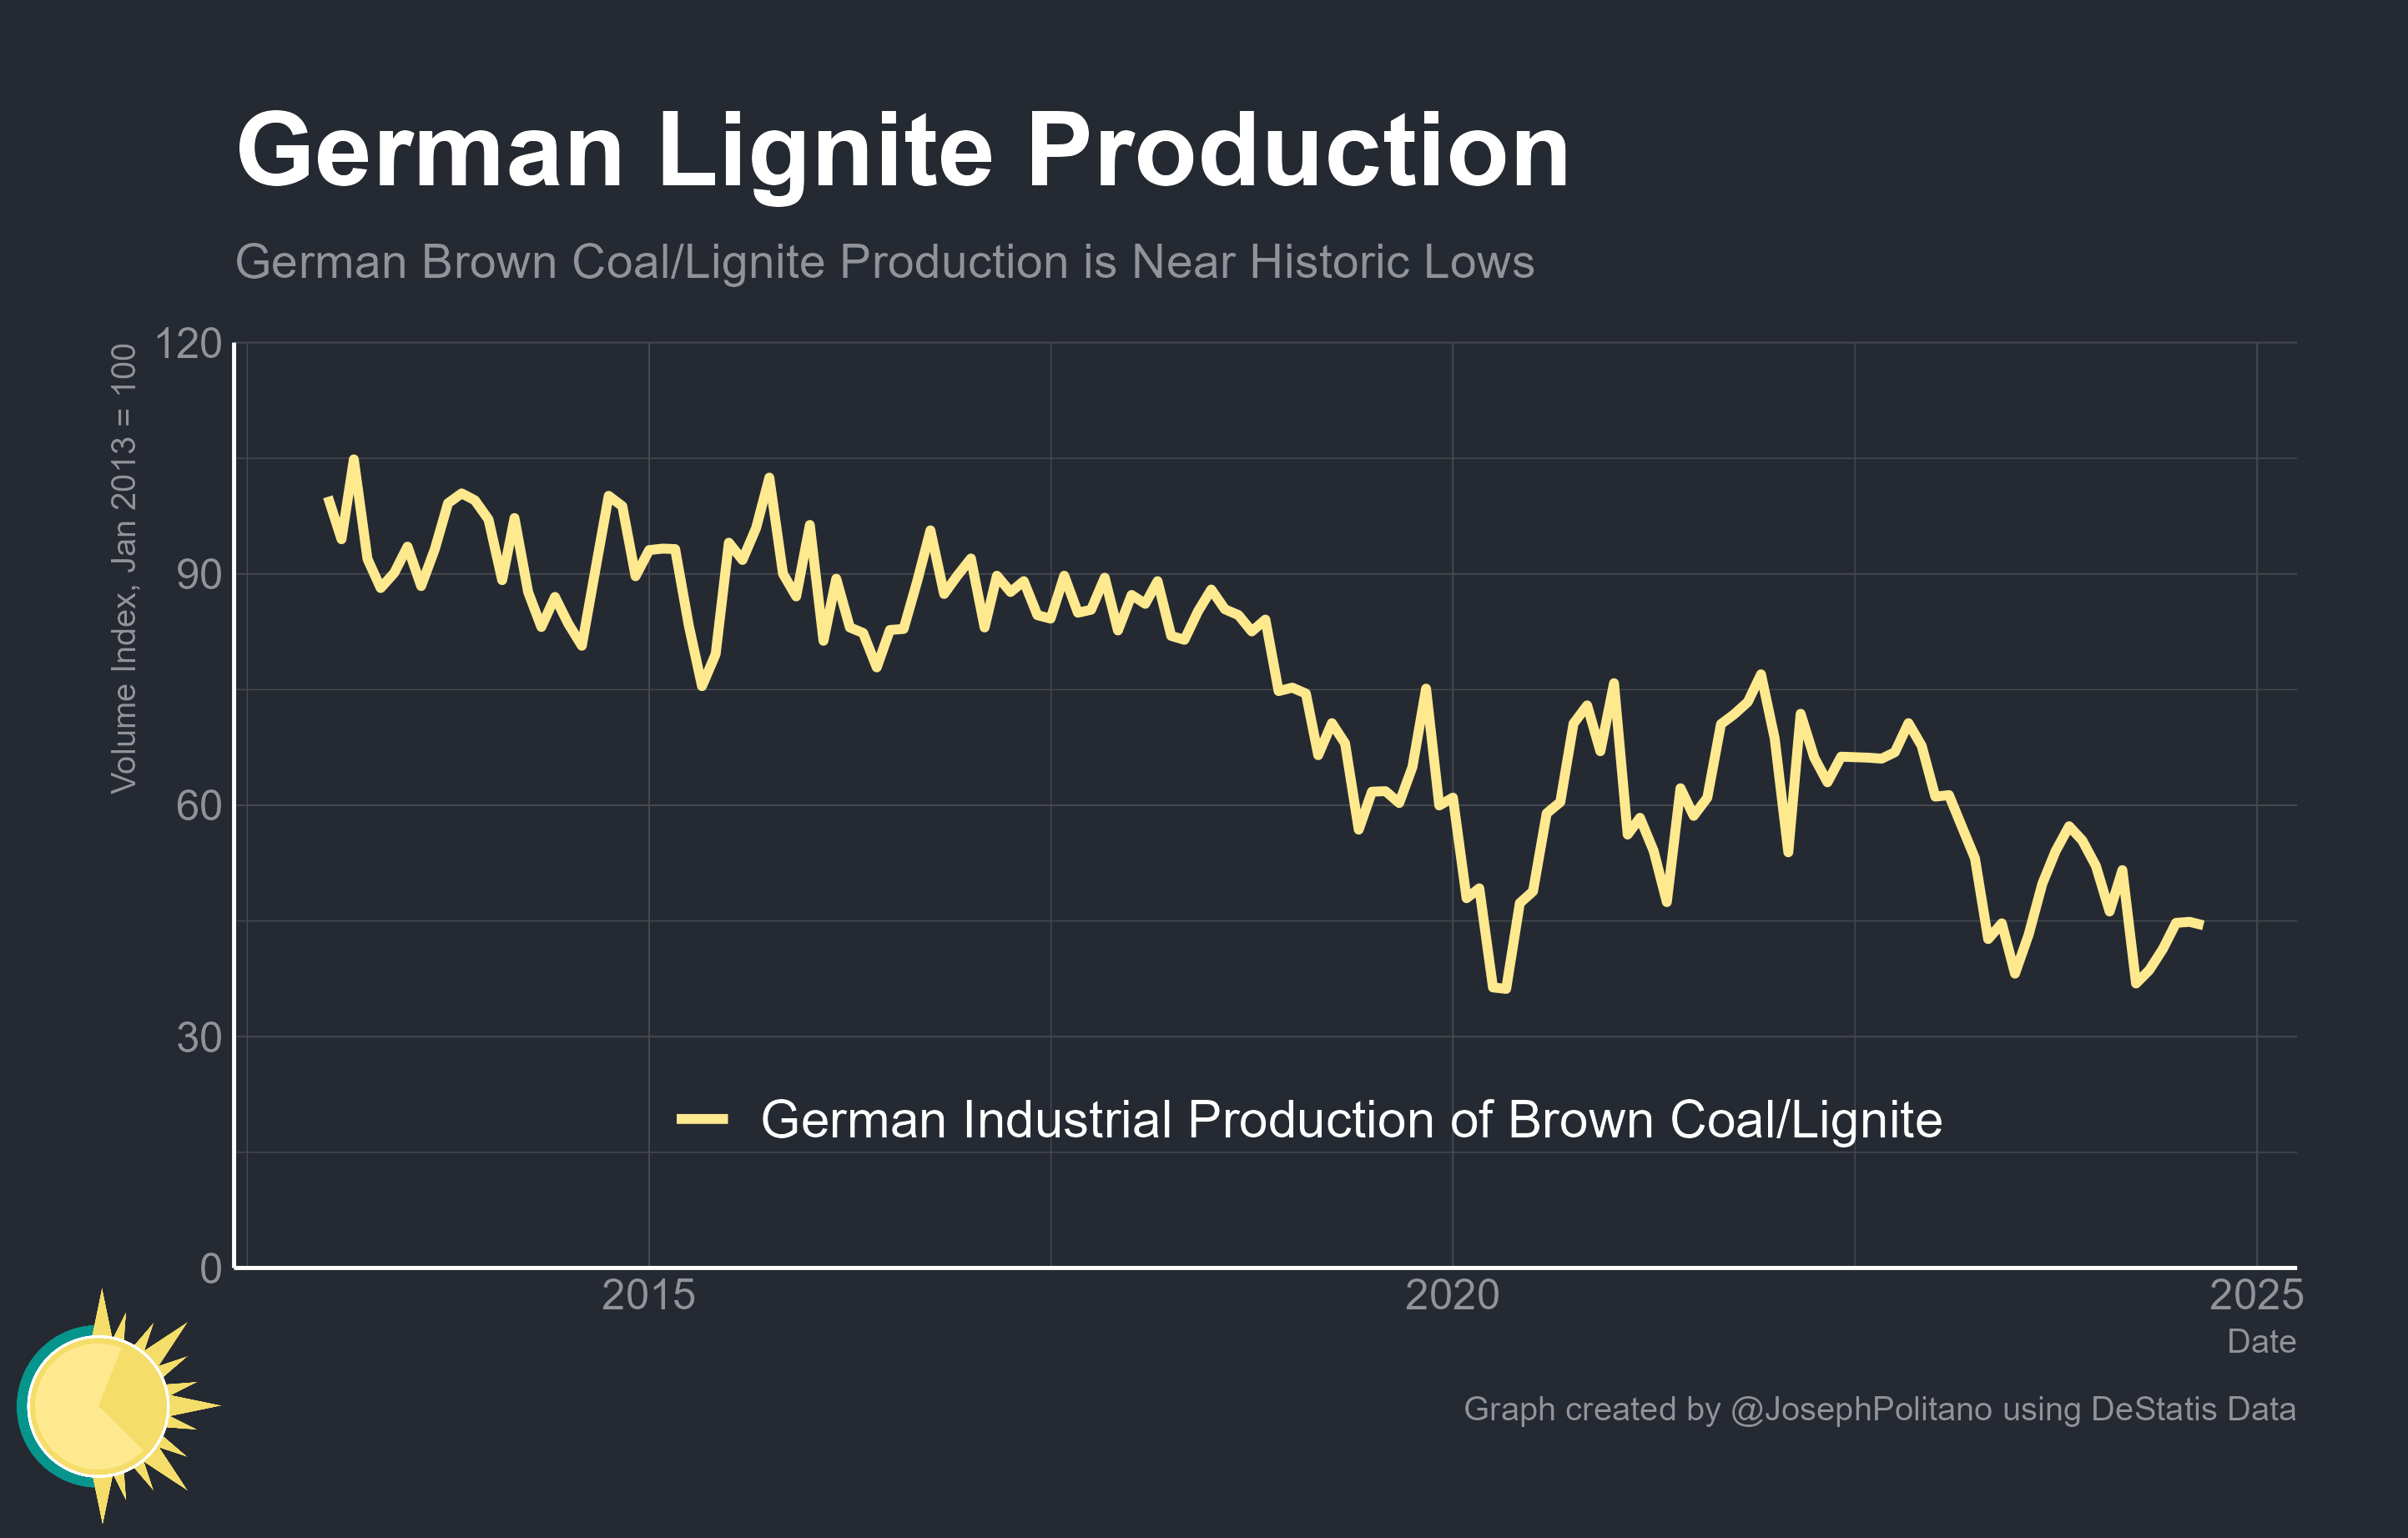 German Lignite Production
German Brown Coal/Lignite Production is Near Historic Lows
Volume Index, Jan 2013 = 100
120
90
60
30
0
German Industrial Production of Brown Coal/Lignite
2015
2020
2025
Date
Graph created by @JosephPolitano using DeStatis Data